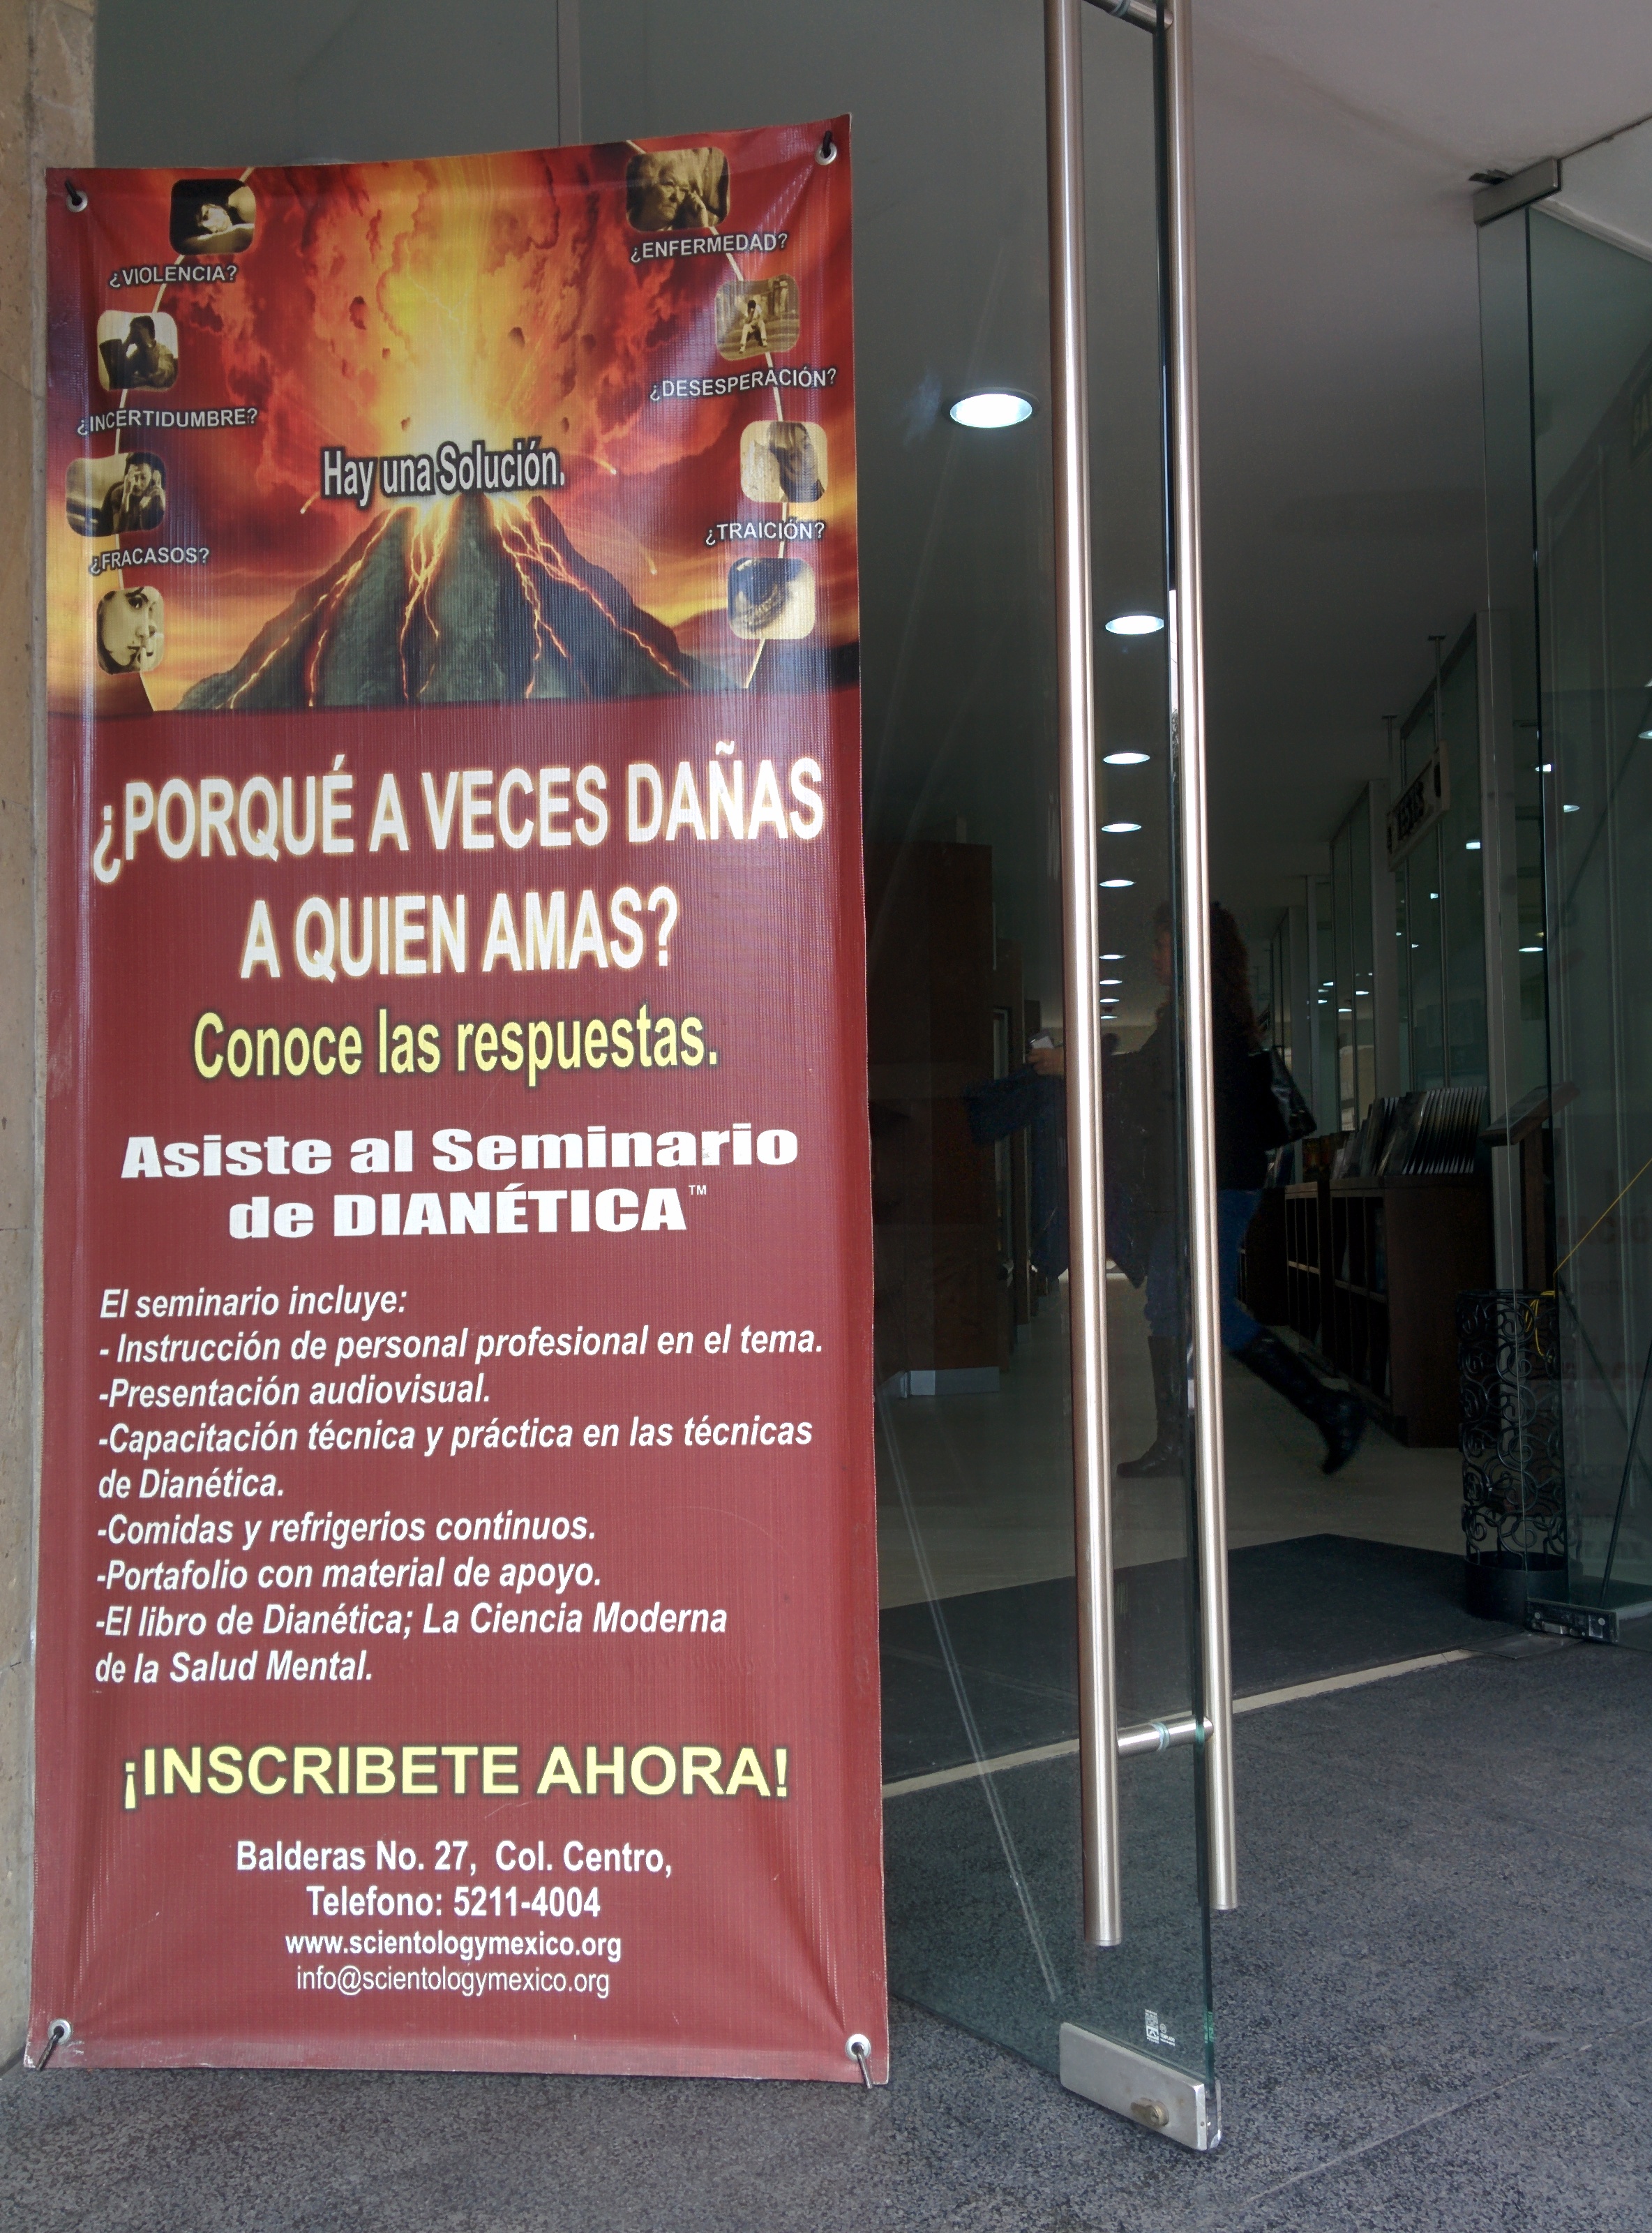 ¿VIOLENCIA?
¿ENFERMEDAD?
¿INCERTIDUMBRE?
¿DESESPERACIÓN?
Hay una Solución.
¿FRACASOS?
¿TRAICIÓN?
¿PORQUÉ A VECES DAÑAS
A QUIEN AMAS?
Conoce las respuestas.
Asiste al Seminario
de DIANÉTICA™
El seminario incluye:
- Instrucción de personal profesional en el tema.
-Presentación audiovisual.
-Capacitación técnica y práctica en las técnicas
de Dianética.
-Comidas y refrigerios continuos.
-Portafolio con material de apoyo.
-El libro de Dianética; La Ciencia Moderna
de la Salud Mental.
¡INSCRIBETE AHORA!
Balderas No. 27, Col. Centro,
Telefono: 5211-4004
www.scientologymexico.org
info@scientologymexico.org